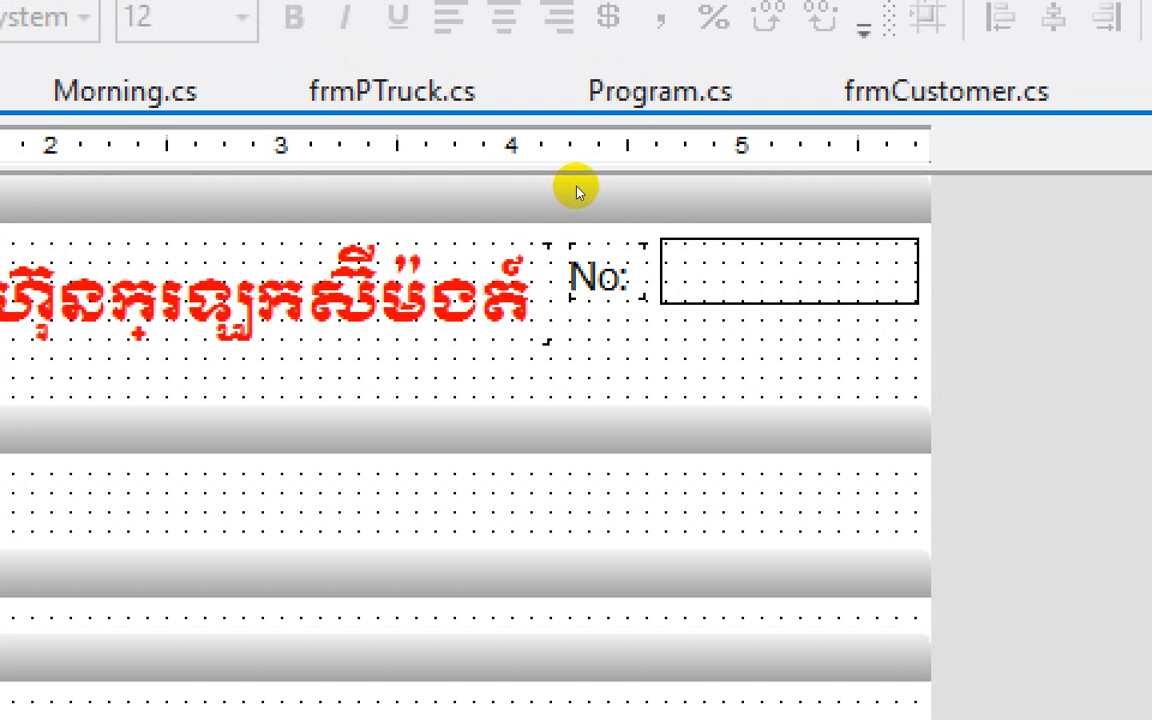 ystem 12 B I U $ , %
Morning.cs frmPTruck.cs Program.cs frmCustomer.cs
2 3 4 5
No: